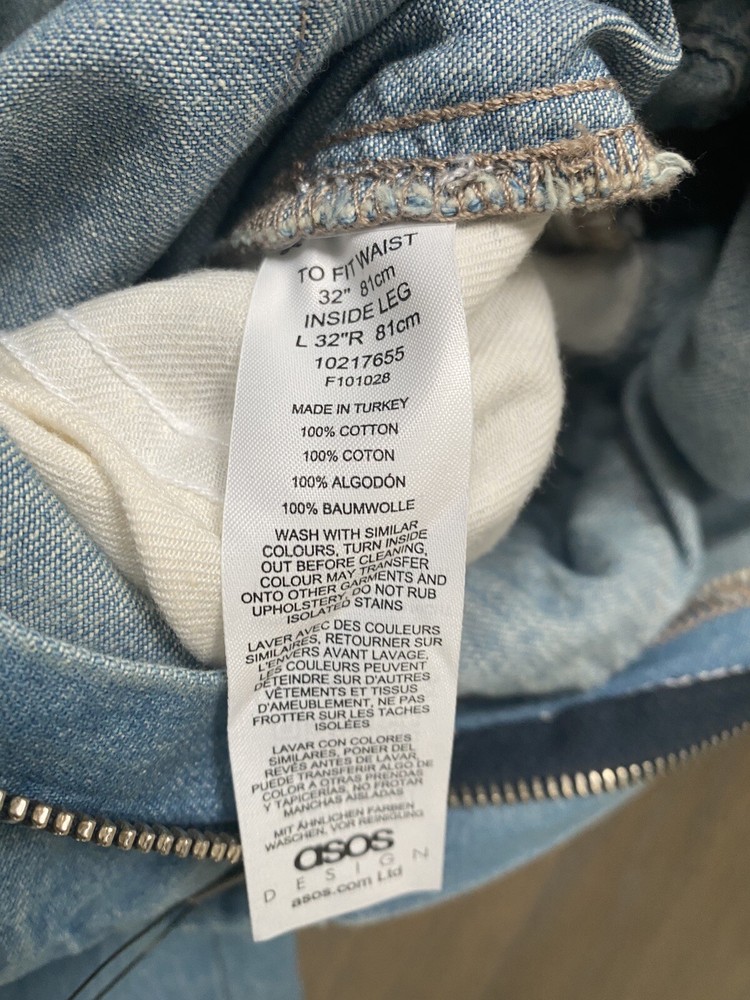 TO FIT WAIST
32" 81cm
INSIDE LEG
L 32"R 81cm
10217655
F101028
MADE IN TURKEY
100% COTTON
100% COTON
100% ALGODÓN
100% BAUMWOLLE
WASH WITH SIMILAR
COLOURS, TURN INSIDE
OUT BEFORE CLEANING,
COLOUR MAY TRANSFER
ONTO OTHER GARMENTS AND
UPHOLSTERY, DO NOT RUB
ISOLATED STAINS
LAVER AVEC DES COULEURS
SIMILAIRES, RETOURNER SUR
L'ENVERS AVANT LAVAGE,
LES COULEURS PEUVENT
DÉTEINDRE SUR D'AUTRES
VÊTEMENTS ET TISSUS
D'AMEUBLEMENT, NE PAS
FROTTER SUR LES TACHES
ISOLÉES
LAVAR CON COLORES
SIMILARES, PONER DEL
REVÉS ANTES DE LAVAR,
PUEDE TRANSFERIR ALGO DE
COLOR A OTRAS PRENDAS
Y TAPICERÍAS, NO FROTAR
MANCHAS AISLADAS
MIT ÄHNLICHEN FARBEN
WASCHEN, VOR REINIGUNG
asos
DESIGN
asos.com Ltd